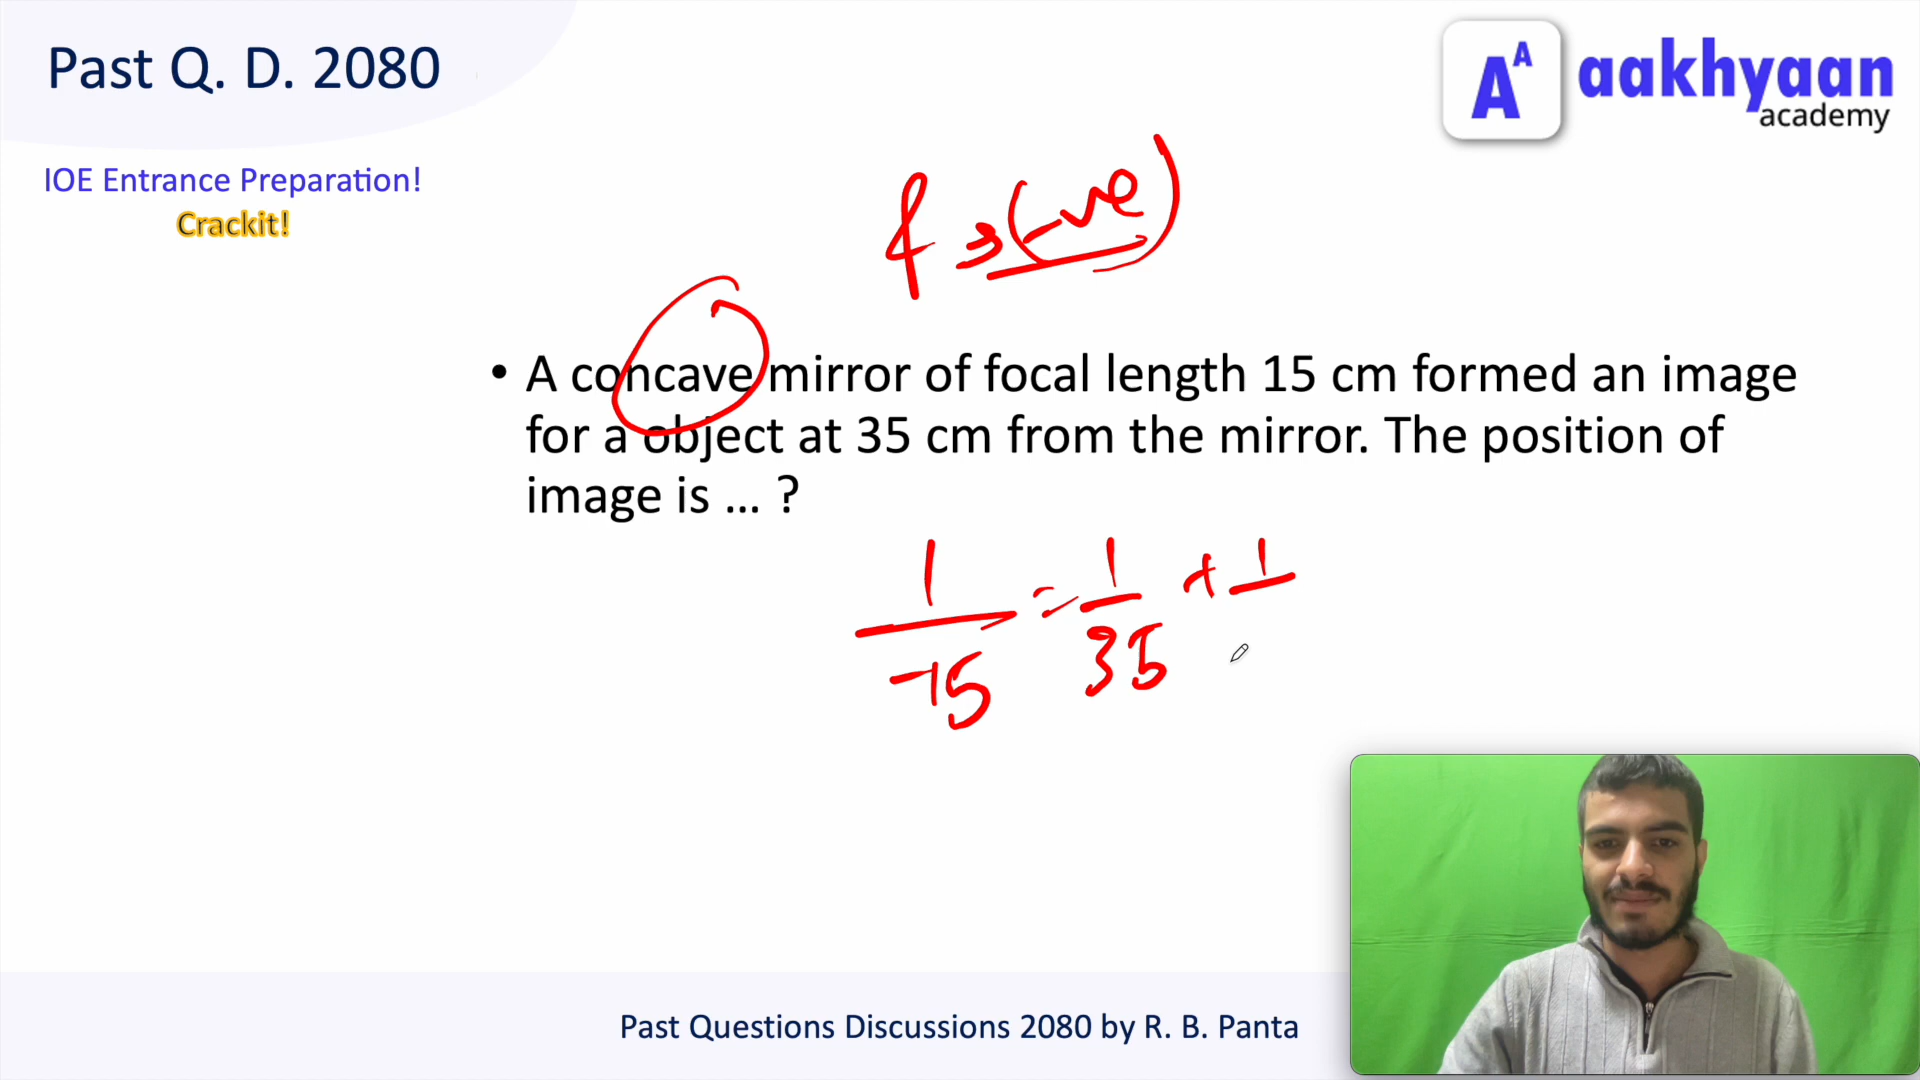 Past Q. D. 2080
A^A aakhyaan
academy
IOE Entrance Preparation!
Crackit!
f = (-ve)
• A concave mirror of focal length 15 cm formed an image
for a object at 35 cm from the mirror. The position of
image is ... ?
1/-15 = 1/35 + 1/
Past Questions Discussions 2080 by R. B. Panta